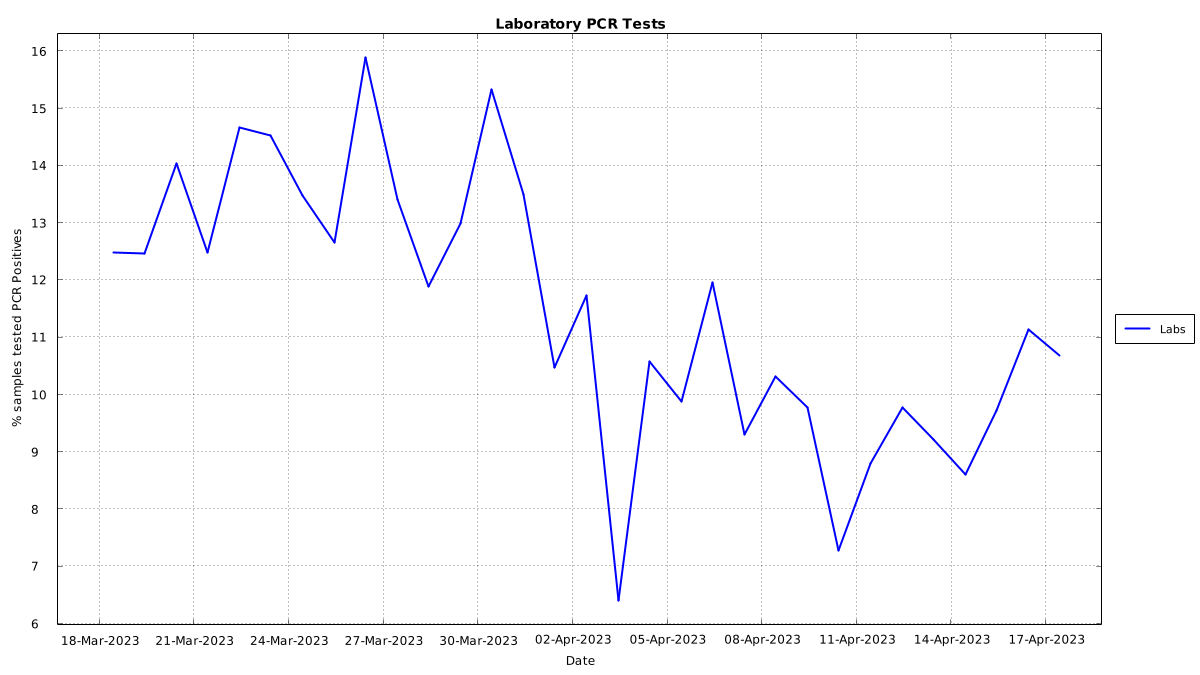 Laboratory PCR Tests
16
15
14
13
12
11
10
9
8
7
6
% samples tested PCR Positives
18-Mar-2023 21-Mar-2023 24-Mar-2023 27-Mar-2023 30-Mar-2023 02-Apr-2023 05-Apr-2023 08-Apr-2023 11-Apr-2023 14-Apr-2023 17-Apr-2023
Date
Labs